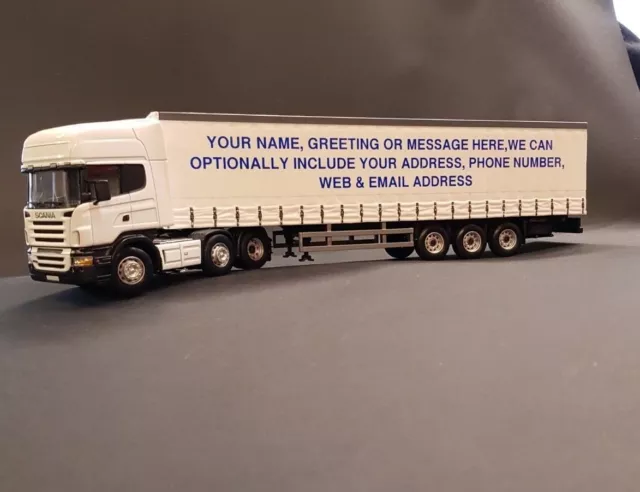 YOUR NAME, GREETING OR MESSAGE HERE,WE CAN
OPTIONALLY INCLUDE YOUR ADDRESS, PHONE NUMBER,
WEB & EMAIL ADDRESS
SCANIA